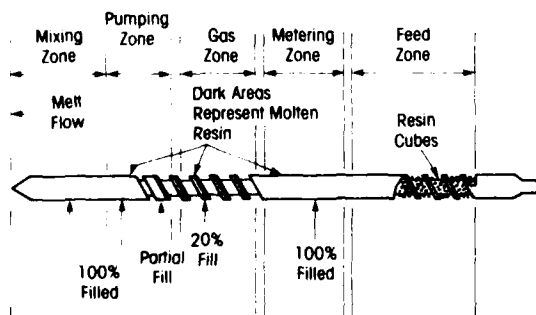 Mixing
Zone
Pumping
Zone
Gas
Zone
Metering
Zone
Feed
Zone
Melt
Flow
Dark Areas
Represent Molten
Resin
Resin
Cubes
100%
Filled
Partial
Fill
20%
Fill
100%
Filled